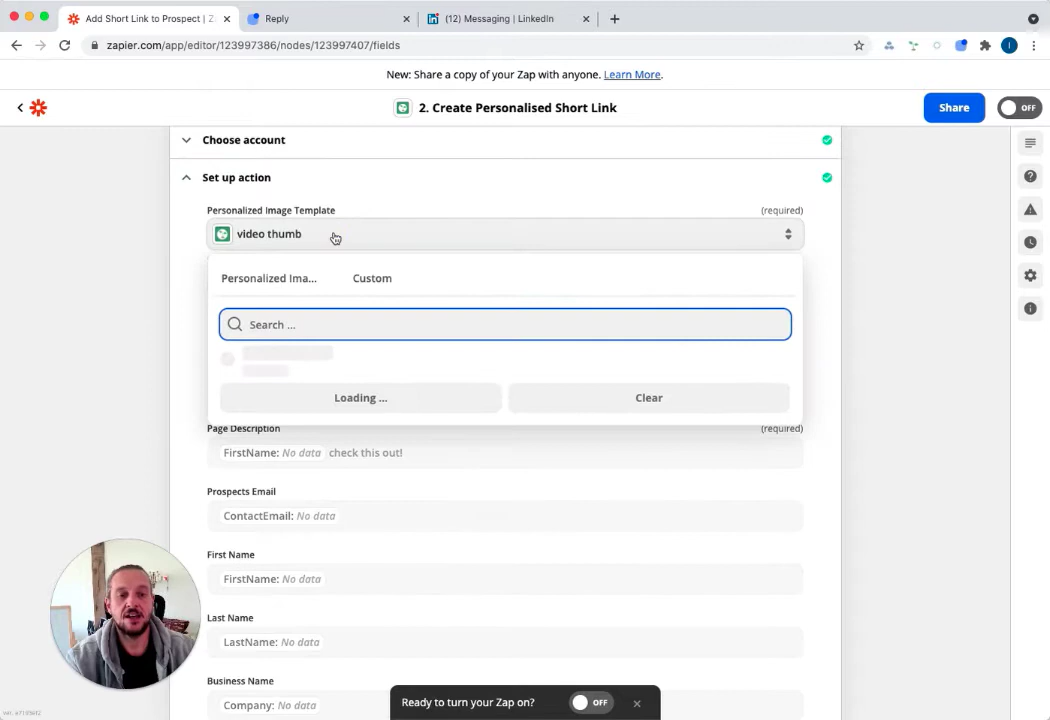 Add Short Link to Prospect | Z
Reply
(12) Messaging | LinkedIn
zapier.com/app/editor/123997386/nodes/123997407/fields
New: Share a copy of your Zap with anyone. Learn More.
2. Create Personalised Short Link
Share
OFF
Choose account
Set up action
Personalized Image Template
(required)
video thumb
Personalized Ima...
Custom
Search ...
Loading ...
Clear
Page Description
(required)
FirstName: No data check this out!
Prospects Email
ContactEmail: No data
First Name
FirstName: No data
Last Name
LastName: No data
Business Name
Company: No data
Ready to turn your Zap on?
OFF